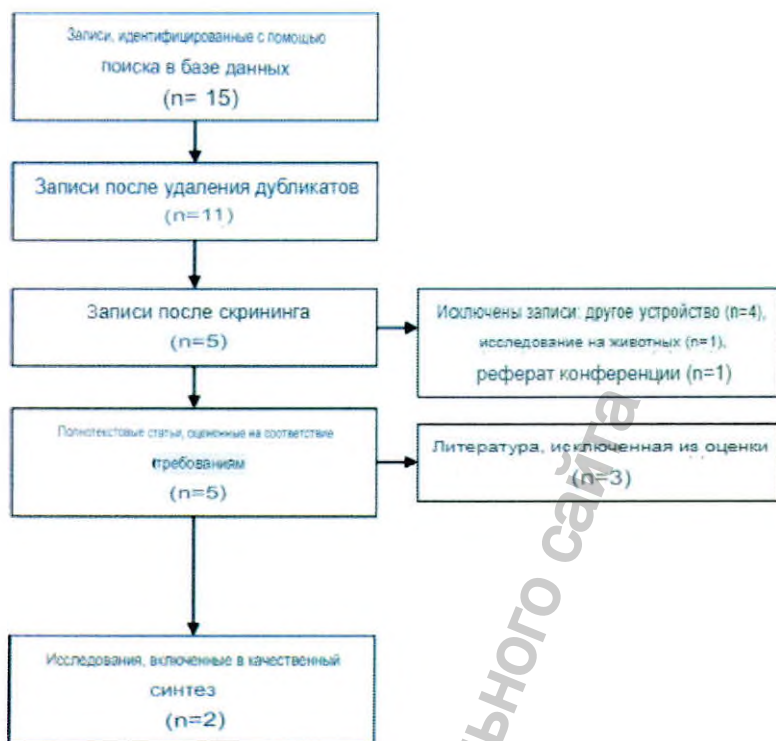 Записи, идентифицированные с помощью
поиска в базе данных
(n= 15)
Записи после удаления дубликатов
(n=11)
Записи после скрининга
(n=5)
Исключены записи: другое устройство (n=4),
исследование на животных (n=1),
реферат конференции (n=1)
Полнотекстовые статьи, оцененные на соответствие
требованиям
(n=5)
Литература, исключенная из оценки
(n=3)
Исследования, включенные в качественный
синтез
(n=2)
сайта